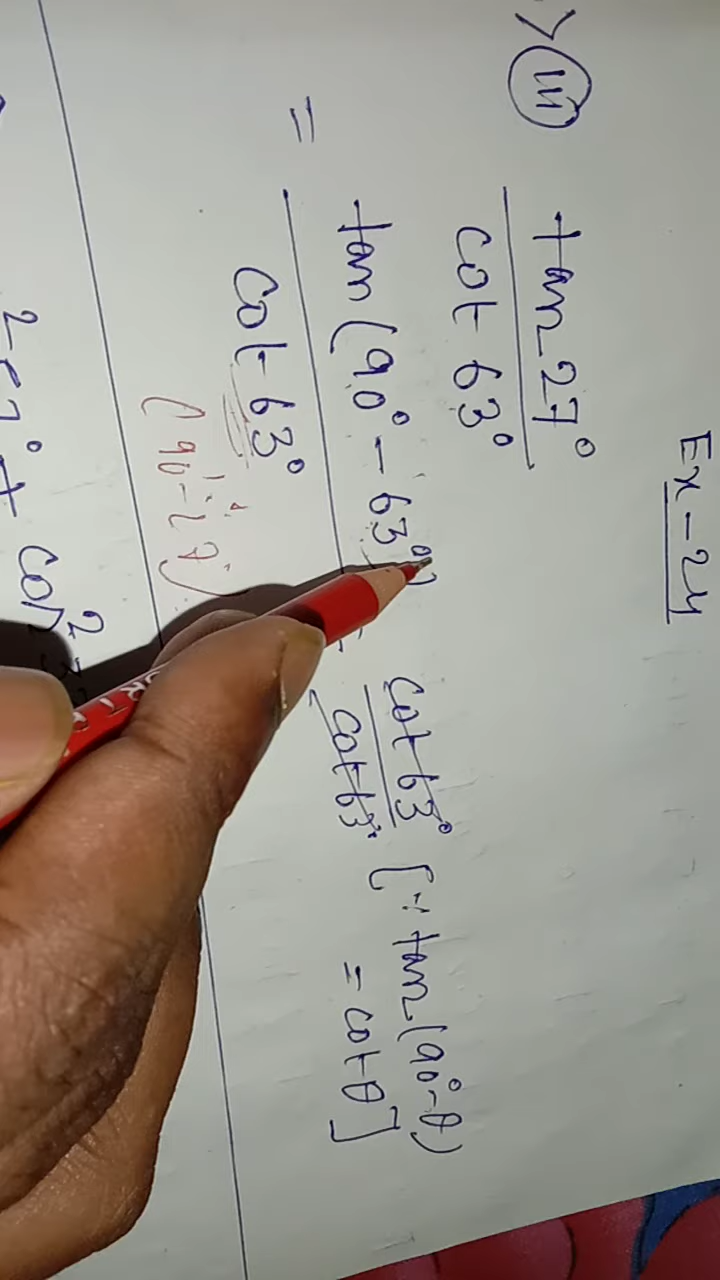 Ex-24
> (iii) tan 27°
cot 63°
= tan(90° - 63°)
cot 63°
cot 63°
cot 63°
[∵ tan(90°-θ)
= cotθ]
(90°-27)